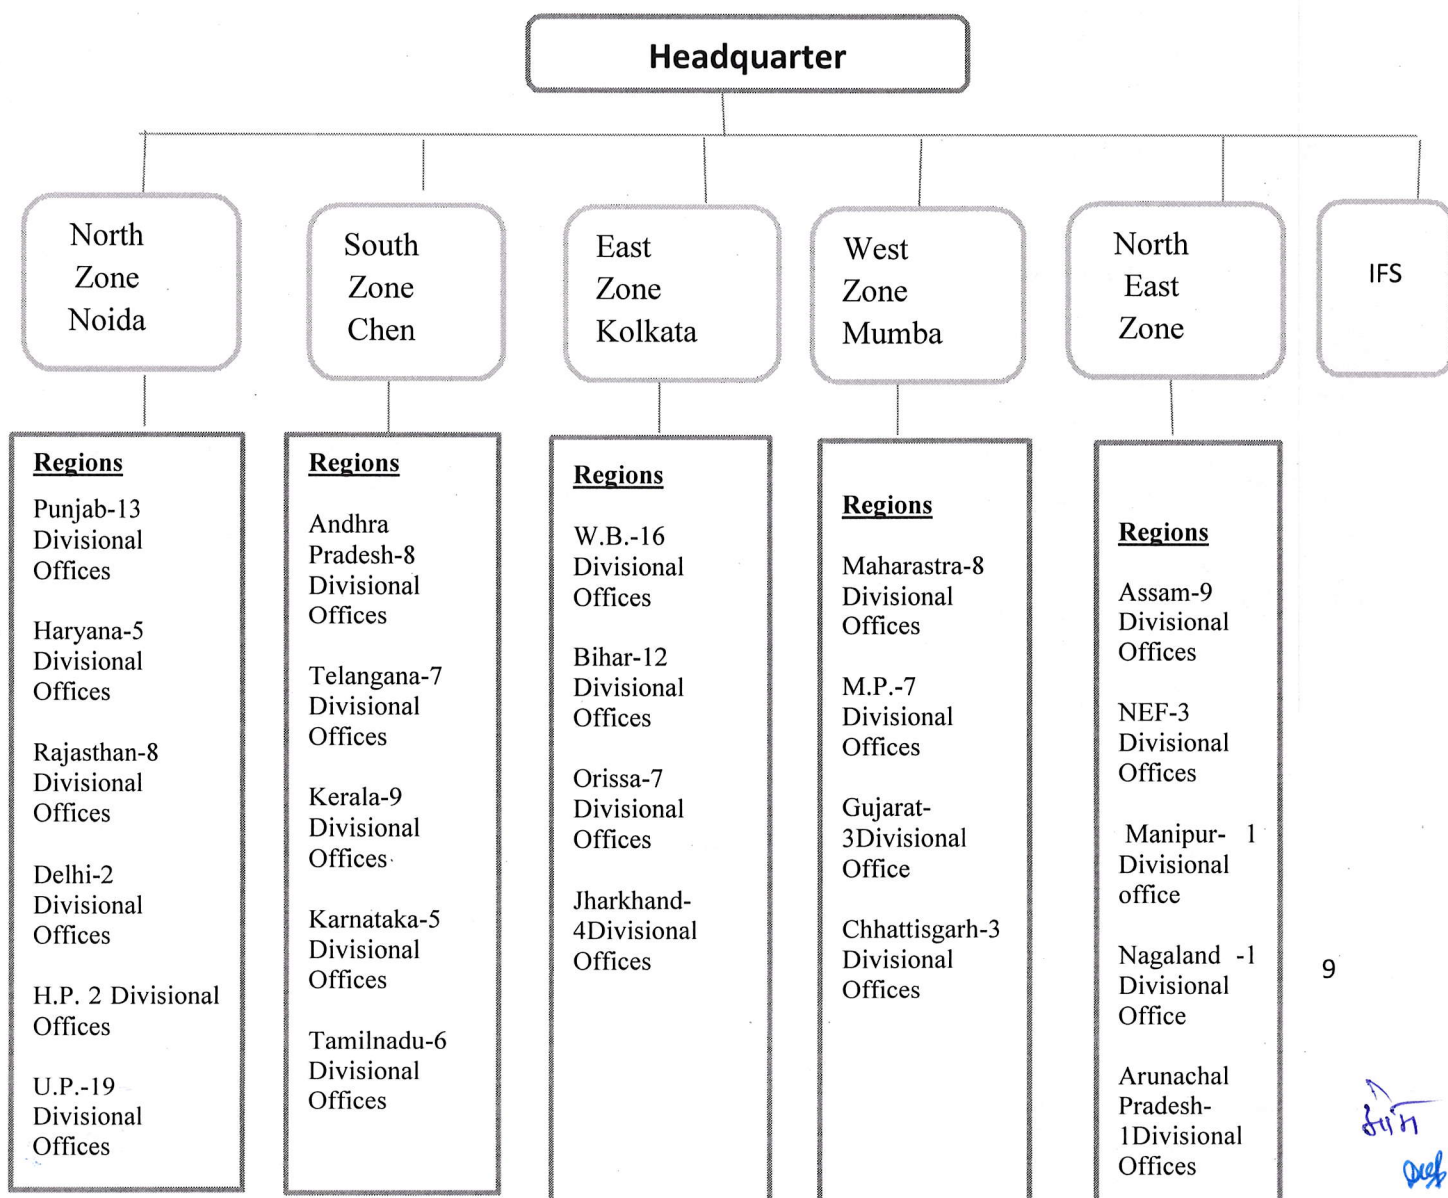 Headquarter
North
Zone
Noida
South
Zone
Chen
East
Zone
Kolkata
West
Zone
Mumba
North
East
Zone
IFS
Regions
Punjab-13
Divisional
Offices
Haryana-5
Divisional
Offices
Rajasthan-8
Divisional
Offices
Delhi-2
Divisional
Offices
H.P. 2 Divisional
Offices
U.P.-19
Divisional
Offices
Regions
Andhra
Pradesh-8
Divisional
Offices
Telangana-7
Divisional
Offices
Kerala-9
Divisional
Offices
Karnataka-5
Divisional
Offices
Tamilnadu-6
Divisional
Offices
Regions
W.B.-16
Divisional
Offices
Bihar-12
Divisional
Offices
Orissa-7
Divisional
Offices
Jharkhand-
4Divisional
Offices
Regions
Maharastra-8
Divisional
Offices
M.P.-7
Divisional
Offices
Gujarat-
3Divisional
Office
Chhattisgarh-3
Divisional
Offices
Regions
Assam-9
Divisional
Offices
NEF-3
Divisional
Offices
Manipur- 1
Divisional
office
Nagaland -1
Divisional
Office
Arunachal
Pradesh-
1Divisional
Offices
9